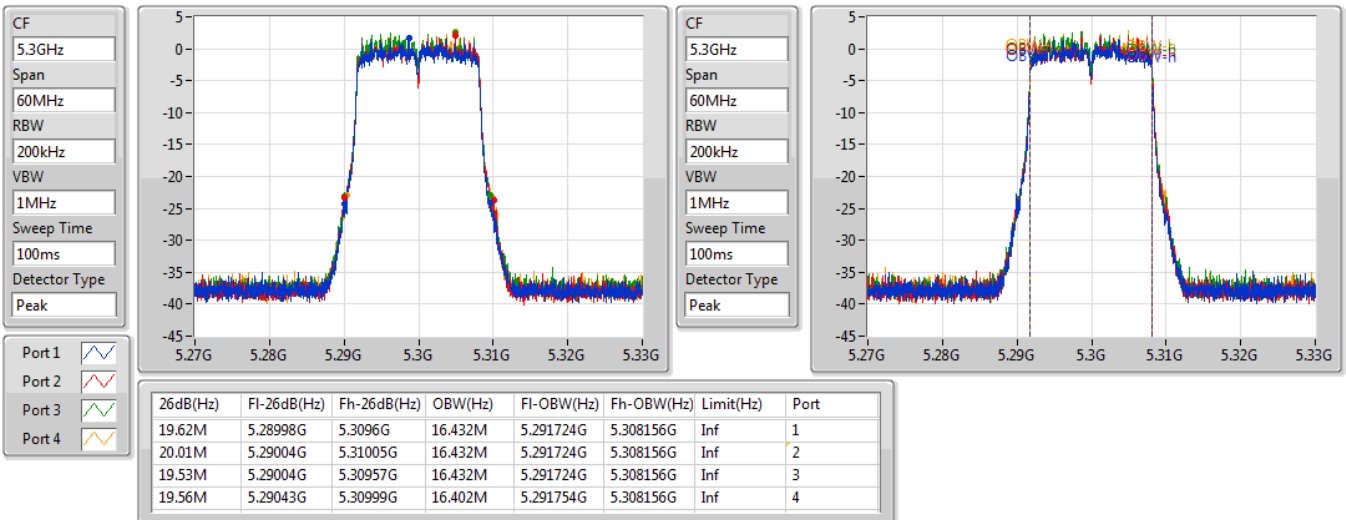 CF
5.3GHz
Span
60MHz
RBW
200kHz
VBW
1MHz
Sweep Time
100ms
Detector Type
Peak
5
0
-5
-10
-15
-20
-25
-30
-35
-40
-45
5.27G 5.28G 5.29G 5.3G 5.31G 5.32G 5.33G
CF
5.3GHz
Span
60MHz
RBW
200kHz
VBW
1MHz
Sweep Time
100ms
Detector Type
Peak
5
0
-5
-10
-15
-20
-25
-30
-35
-40
-45
5.27G 5.28G 5.29G 5.3G 5.31G 5.32G 5.33G
Port 1
Port 2
Port 3
Port 4
26dB(Hz) Fl-26dB(Hz) Fh-26dB(Hz) OBW(Hz) Fl-OBW(Hz) Fh-OBW(Hz) Limit(Hz) Port
19.62M 5.28998G 5.3096G 16.432M 5.291724G 5.308156G Inf 1
20.01M 5.29004G 5.31005G 16.432M 5.291724G 5.308156G Inf 2
19.53M 5.29004G 5.30957G 16.432M 5.291724G 5.308156G Inf 3
19.56M 5.29043G 5.30999G 16.402M 5.291754G 5.308156G Inf 4